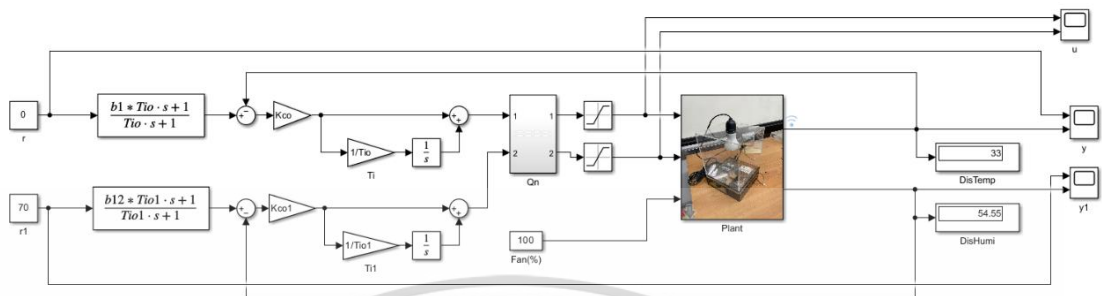 u
0
r
b1 * Tio · s + 1
Tio · s + 1
Kco
1/Tio
Ti
1
s
1
2
1
2
Qn
y
33
DisTemp
70
r1
b12 * Tio1 · s + 1
Tio1 · s + 1
Kco1
1/Tio1
Ti1
1
s
100
Fan(%)
Plant
54.55
DisHumi
y1